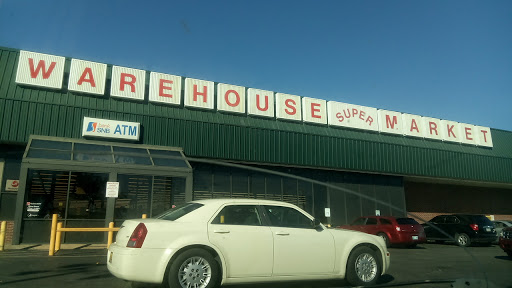 WAREHOUSE SUPER MARKET
SNB ATM